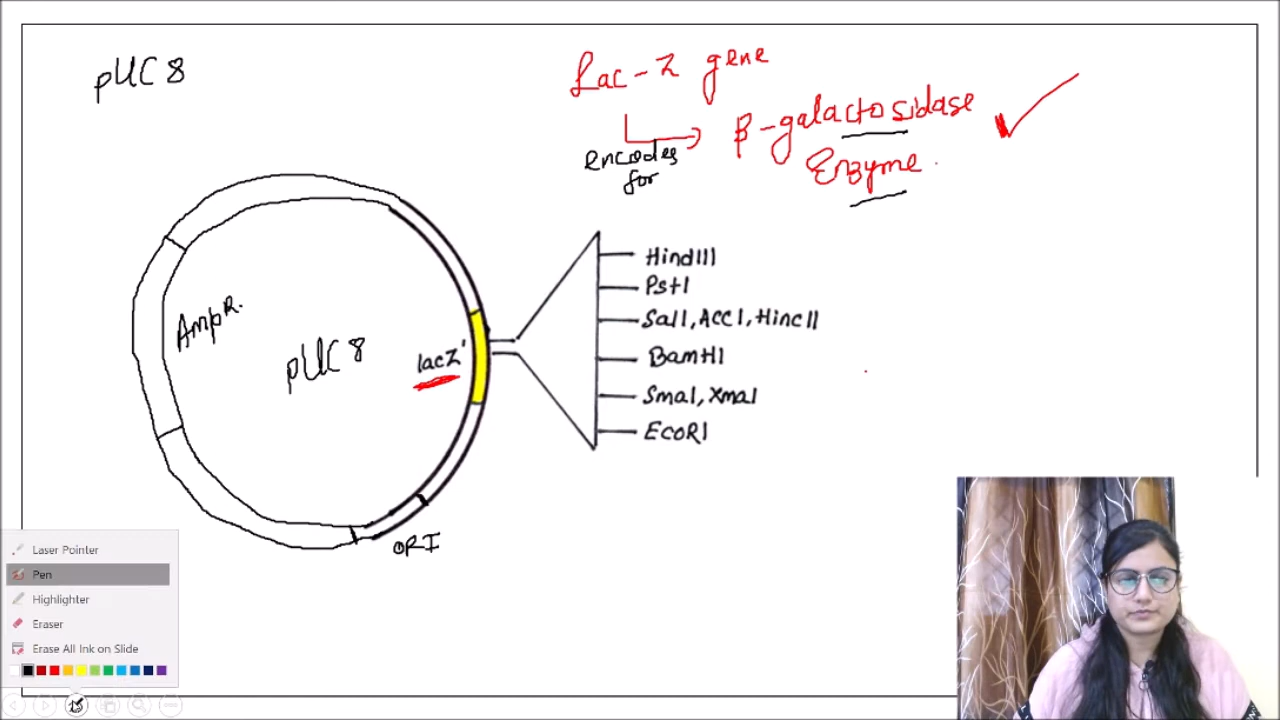 pUC 8
Lac-Z gene
encodes for
β-galactosidase
Enzyme.
HindIII
PstI
SalI, AccI, HincII
BamHI
SmaI, XmaI
EcoRI
AmpR.
pUC 8
lacZ'
ORI
Laser Pointer
Pen
Highlighter
Eraser
Erase All Ink on Slide